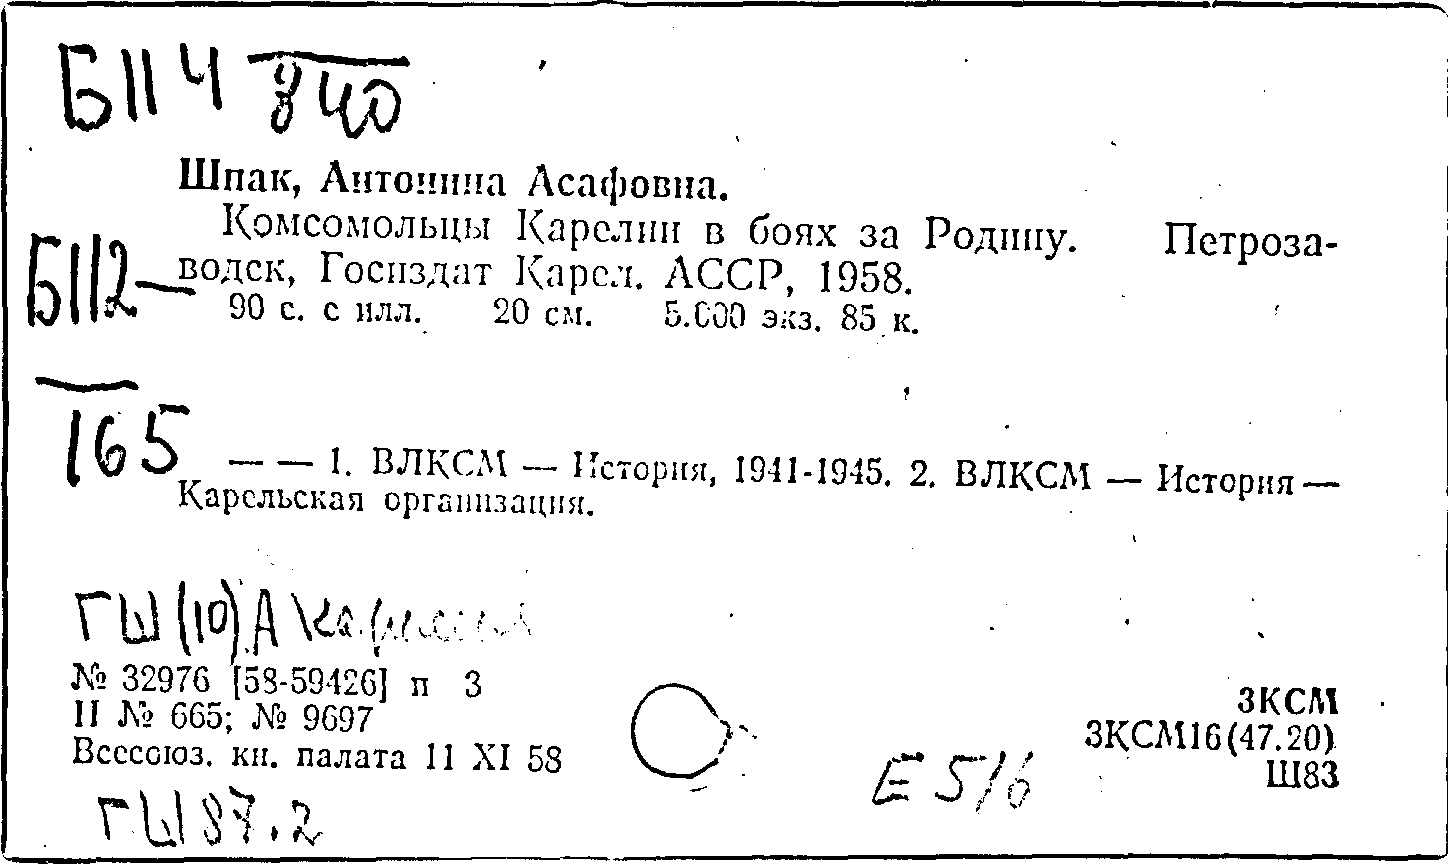 Б114 840
Шпак, Антонина Асафовна.
Комсомольцы Карелии в боях за Родину. Петроза-
Б112—
водск, Госиздат Карел. АССР, 1958.
90 с. с илл. 20 см. 5.000 экз. 85 к.
165
— — 1. ВЛКСМ — История, 1941-1945. 2. ВЛКСМ — История —
Карельская организация.
ГШ(10)А
№ 32976 [58-59426] п 3
П № 665; № 9697
Всесоюз. кн. палата 11 XI 58
3КСМ
3КСМ16(47.20)
Ш83
Е 5/6
ГШ87.2